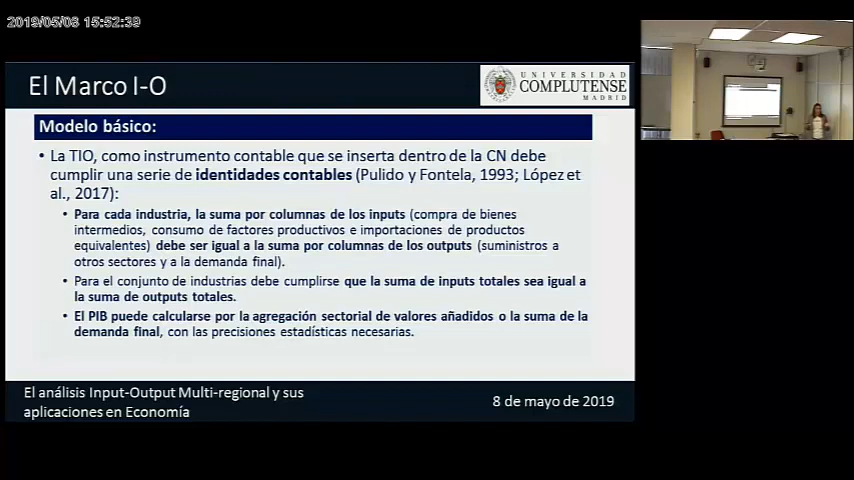 2019/05/08 15:52:39
El Marco I-O
UNIVERSIDAD
COMPLUTENSE
MADRID
Modelo básico:
• La TIO, como instrumento contable que se inserta dentro de la CN debe
cumplir una serie de identidades contables (Pulido y Fontela, 1993; López et
al., 2017):
• Para cada industria, la suma por columnas de los inputs (compra de bienes
intermedios, consumo de factores productivos e importaciones de productos
equivalentes) debe ser igual a la suma por columnas de los outputs (suministros a
otros sectores y a la demanda final).
• Para el conjunto de industrias debe cumplirse que la suma de inputs totales sea igual a
la suma de outputs totales.
• El PIB puede calcularse por la agregación sectorial de valores añadidos o la suma de la
demanda final, con las precisiones estadísticas necesarias.
El análisis Input-Output Multi-regional y sus
aplicaciones en Economía
8 de mayo de 2019